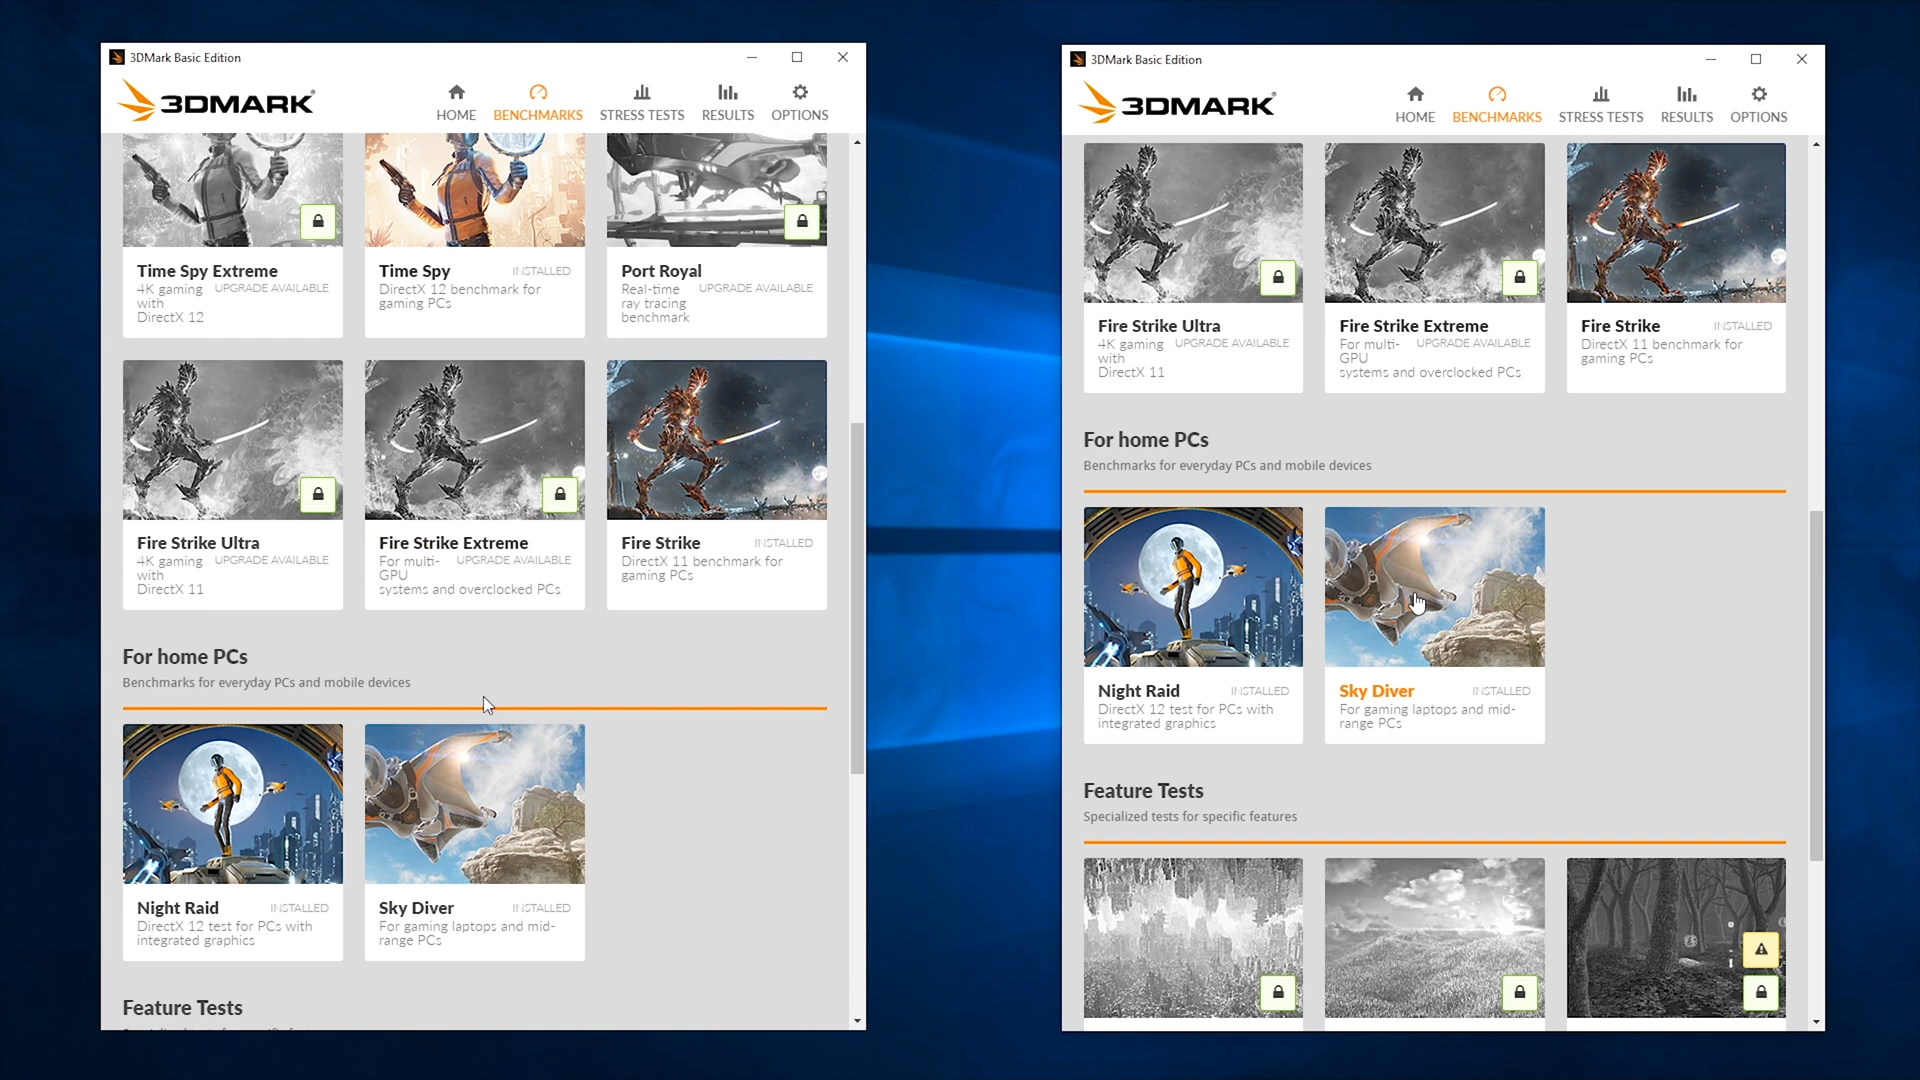 3DMark Basic Edition
3DMARK
HOME
BENCHMARKS
STRESS TESTS
RESULTS
OPTIONS
Time Spy Extreme
UPGRADE AVAILABLE
4K gaming
with
DirectX 12
Time Spy
INSTALLED
DirectX 12 benchmark for
gaming PCs
Port Royal
UPGRADE AVAILABLE
Real-time
ray tracing
benchmark
Fire Strike Ultra
UPGRADE AVAILABLE
4K gaming
with
DirectX 11
Fire Strike Extreme
UPGRADE AVAILABLE
For multi-
GPU
systems and overclocked PCs
Fire Strike
INSTALLED
DirectX 11 benchmark for
gaming PCs
For home PCs
Benchmarks for everyday PCs and mobile devices
Night Raid
INSTALLED
DirectX 12 test for PCs with
integrated graphics
Sky Diver
INSTALLED
For gaming laptops and mid-
range PCs
Feature Tests
3DMark Basic Edition
3DMARK
HOME
BENCHMARKS
STRESS TESTS
RESULTS
OPTIONS
Fire Strike Ultra
UPGRADE AVAILABLE
4K gaming
with
DirectX 11
Fire Strike Extreme
UPGRADE AVAILABLE
For multi-
GPU
systems and overclocked PCs
Fire Strike
INSTALLED
DirectX 11 benchmark for
gaming PCs
For home PCs
Benchmarks for everyday PCs and mobile devices
Night Raid
INSTALLED
DirectX 12 test for PCs with
integrated graphics
Sky Diver
INSTALLED
For gaming laptops and mid-
range PCs
Feature Tests
Specialized tests for specific features